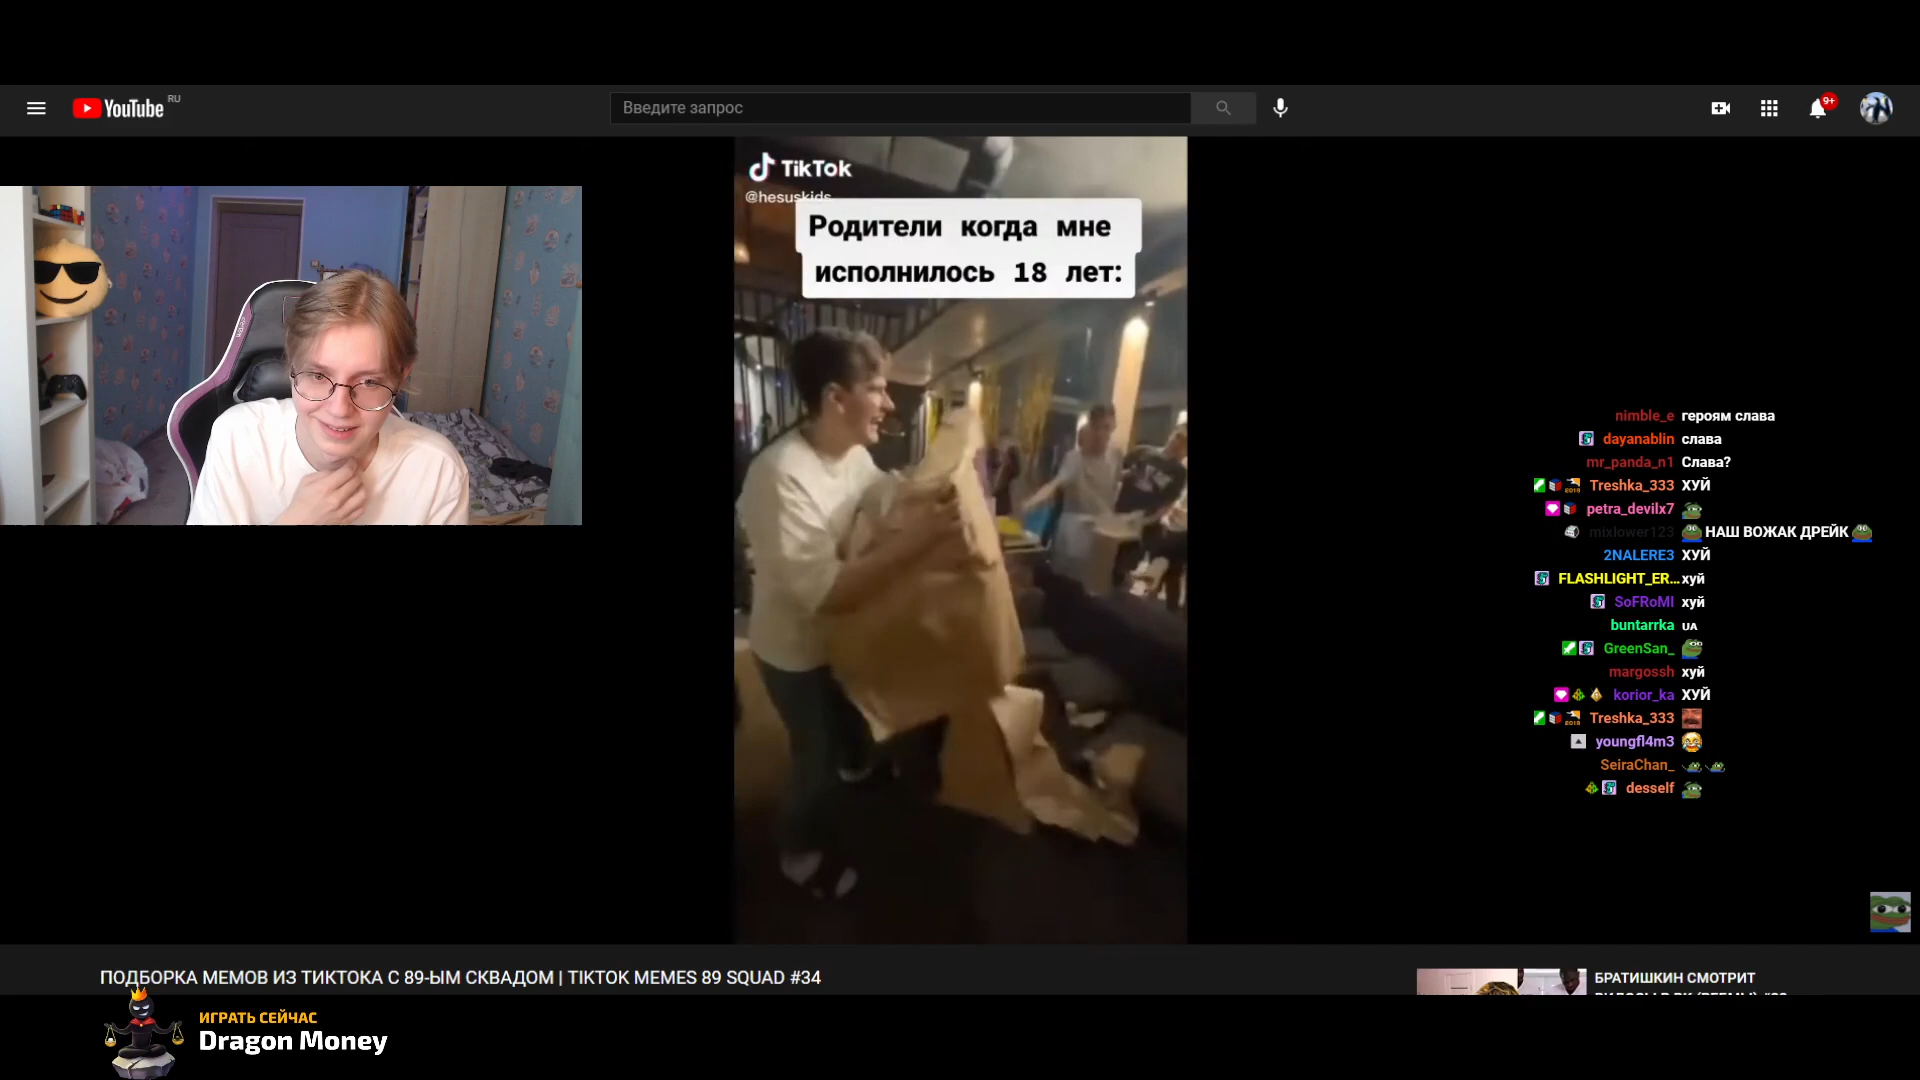 YouTube RU
Введите запрос
9+
TikTok
@hesuskids
Родители когда мне
исполнилось 18 лет:
nimble_e героям слава
dayanablin слава
mr_panda_n1 Слава?
Treshka_333 ХУЙ
petra_devilx7
mixlower123 НАШ ВОЖАК ДРЕЙК
2NALERE3 ХУЙ
FLASHLIGHT_ER... хуй
SoFRoMI хуй
buntarrka UA
GreenSan_
margossh хуй
korior_ka ХУЙ
Treshka_333
youngfl4m3
SeiraChan_
desself
ПОДБОРКА МЕМОВ ИЗ ТИКТОКА С 89-ЫМ СКВАДОМ | TIKTOK MEMES 89 SQUAD #34
БРАТИШКИН СМОТРИТ
ИГРАТЬ СЕЙЧАС
Dragon Money